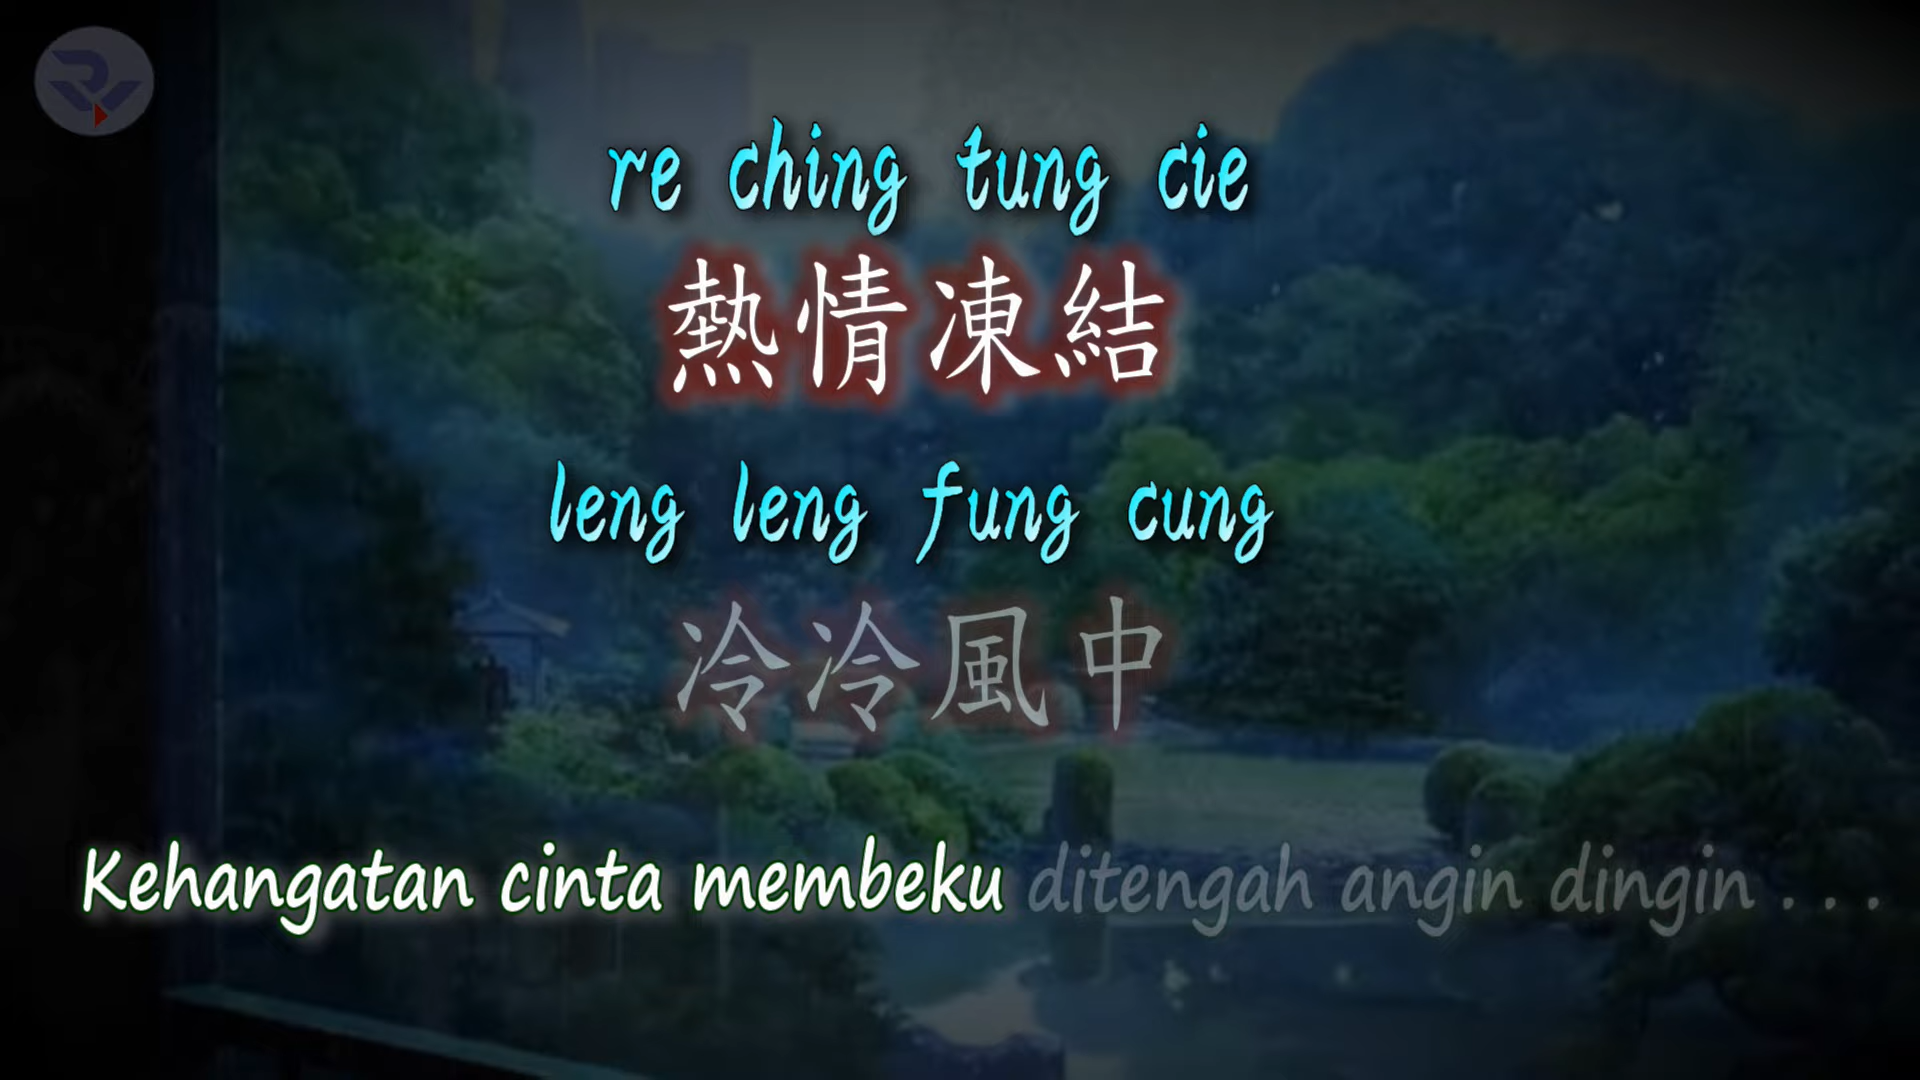 re ching tung cie
熱情凍結
leng leng fung cung
冷冷風中
Kehangatan cinta membeku ditengah angin dingin . . .